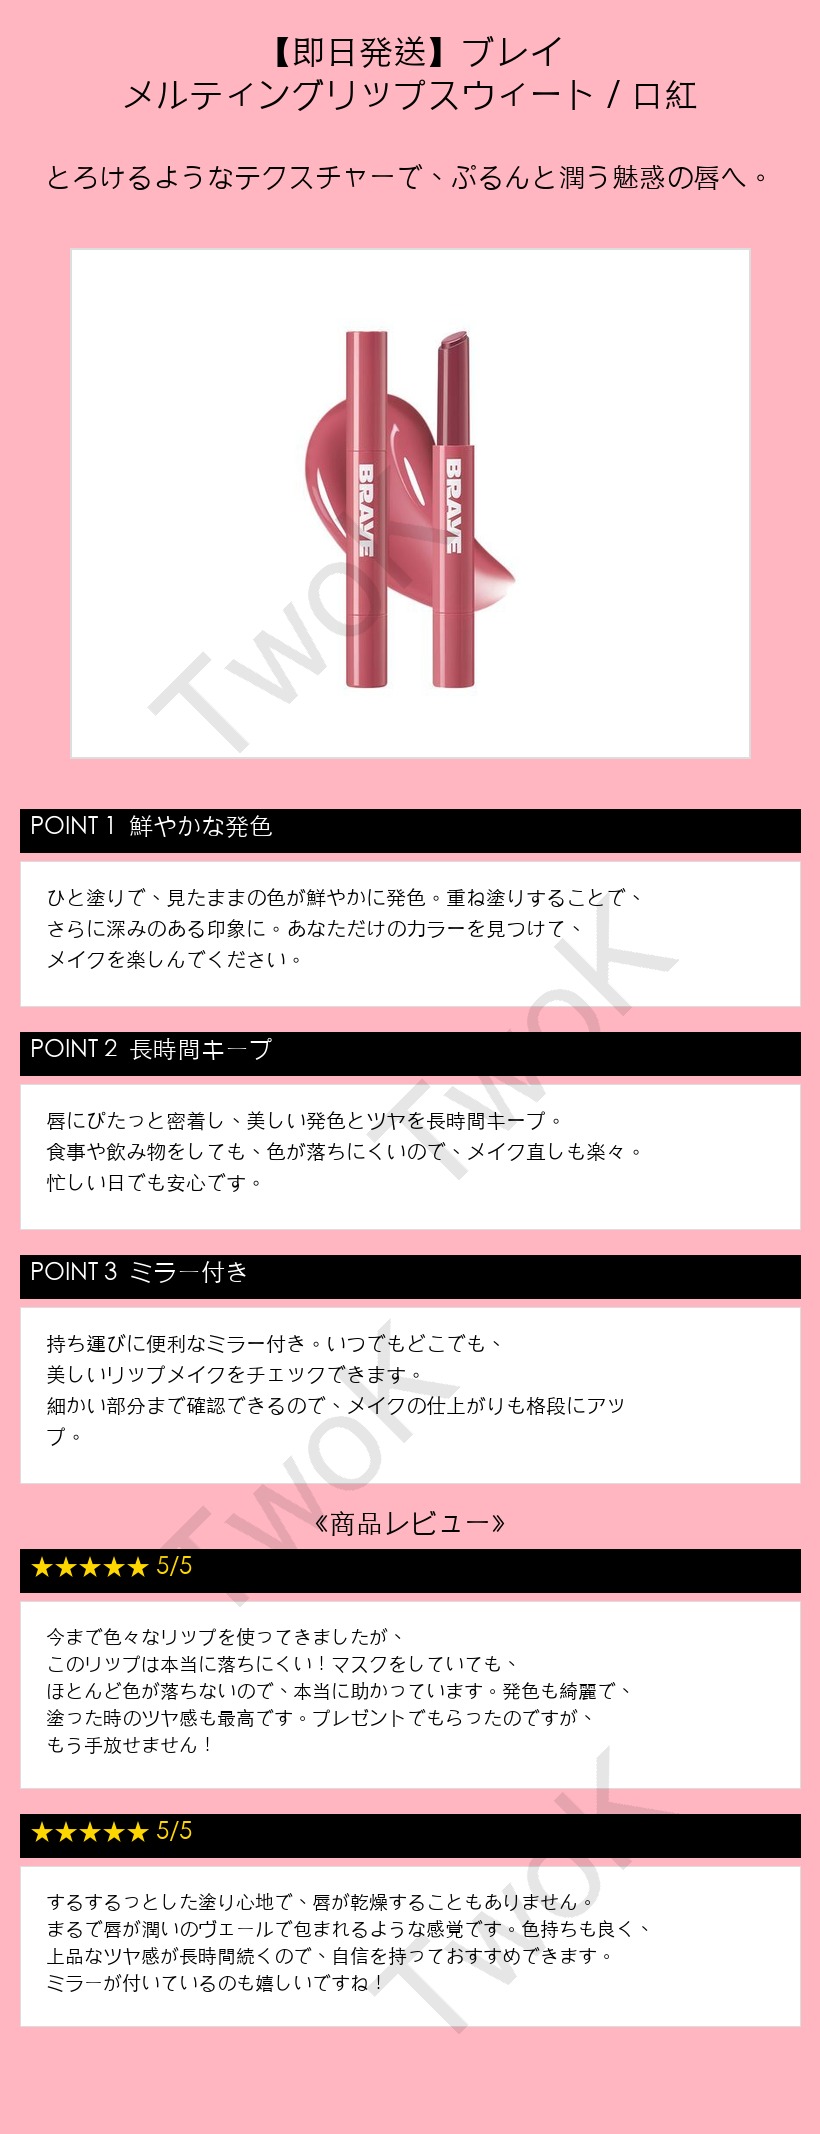 【即日発送】ブレイ
メルティングリップスウィート / 口紅
とろけるようなテクスチャーで、ぷるんと潤う魅惑の唇へ。
BRAYE
BRAYE
TwoK
POINT 1 鮮やかな発色
ひと塗りで、見たままの色が鮮やかに発色。重ね塗りすることで、
さらに深みのある印象に。あなただけのカラーを見つけて、
メイクを楽しんでください。
TwoK
POINT 2 長時間キープ
唇にぴたっと密着し、美しい発色とツヤを長時間キープ。
食事や飲み物をしても、色が落ちにくいので、メイク直しも楽々。
忙しい日でも安心です。
POINT 3 ミラー付き
持ち運びに便利なミラー付き。いつでもどこでも、
美しいリップメイクをチェックできます。
細かい部分まで確認できるので、メイクの仕上がりも格段にアッ
プ。
TwoK
《商品レビュー》
★★★★★ 5/5
今まで色々なリップを使ってきましたが、
このリップは本当に落ちにくい！マスクをしていても、
ほとんど色が落ちないので、本当に助かっています。発色も綺麗で、
塗った時のツヤ感も最高です。プレゼントでもらったのですが、
もう手放せません！
★★★★★ 5/5
するするっとした塗り心地で、唇が乾燥することもありません。
まるで唇が潤いのヴェールで包まれるような感覚です。色持ちも良く、
上品なツヤ感が長時間続くので、自信を持っておすすめできます。
ミラーが付いているのも嬉しいですね！
TwoK